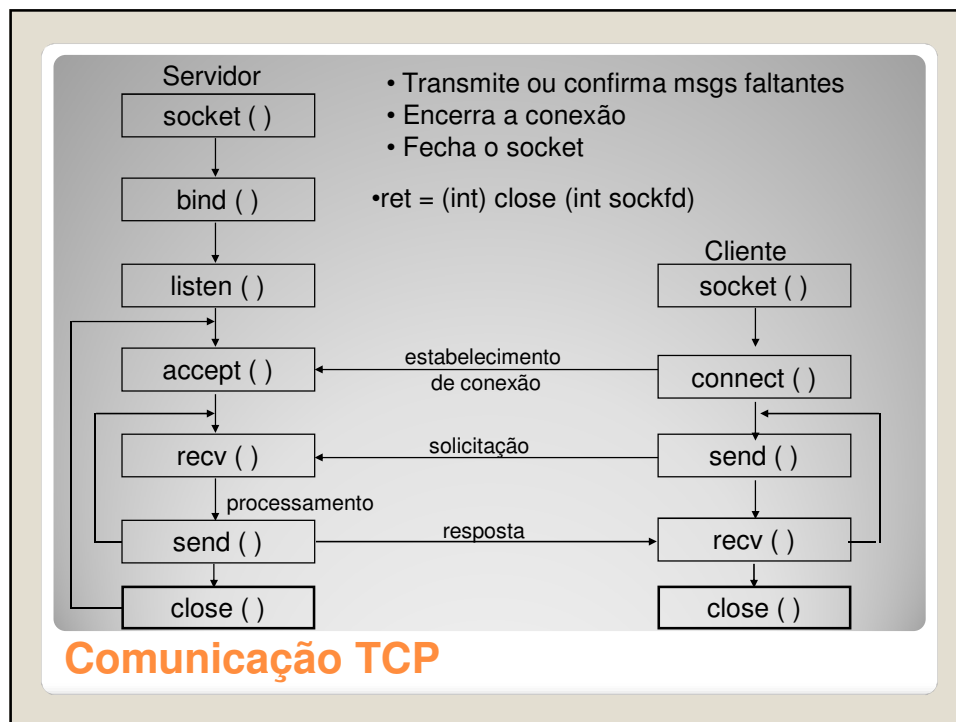 Servidor
socket ( )
bind ( )
listen ( )
accept ( )
recv ( )
processamento
send ( )
close ( )
• Transmite ou confirma msgs faltantes
• Encerra a conexão
• Fecha o socket
•ret = (int) close (int sockfd)
estabelecimento
de conexão
solicitação
resposta
Cliente
socket ( )
connect ( )
send ( )
recv ( )
close ( )
Comunicação TCP